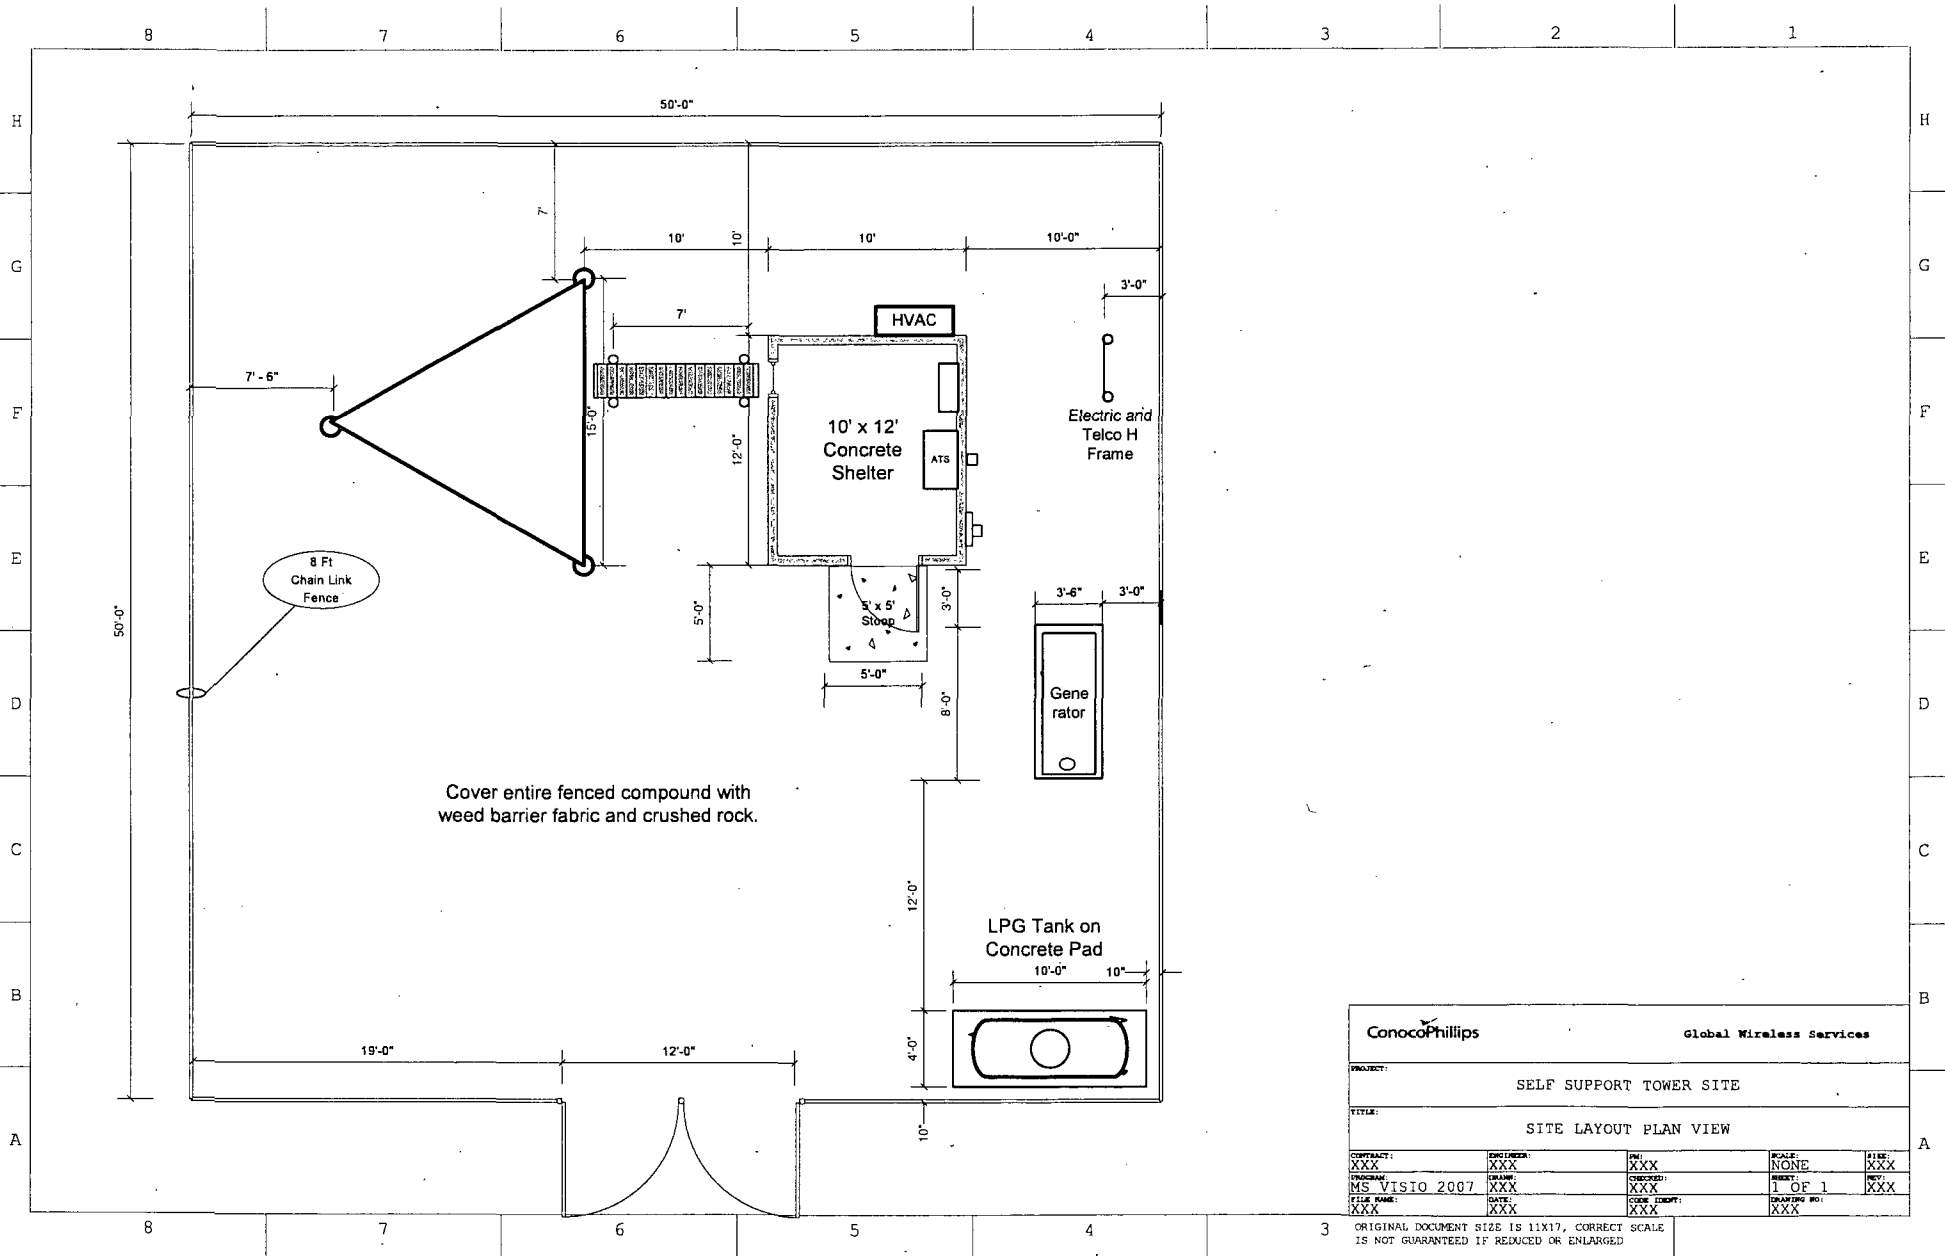 8 7 6 5 4 3 2 1
50'-0"
H H
7'
10' 10' 10' 10'-0"
G G
3'-0"
HVAC
7'
7' - 6"
F F
15'-0"
12'-0"
10' x 12'
Concrete
Shelter
ATS
Electric and
Telco H
Frame
E E
8 Ft
Chain Link
Fence
50'-0"
5'-0"
5' x 5'
Stoop
3'-0"
3'-6" 3'-0"
5'-0"
8'-0"
Gene
rator
D D
Cover entire fenced compound with
weed barrier fabric and crushed rock.
C C
12'-0"
LPG Tank on
Concrete Pad
10'-0" 10"
B B
4'-0"
19'-0" 12'-0"
10"
A A
ConocoPhillips Global Wireless Services
PROJECT:
SELF SUPPORT TOWER SITE
TITLE:
SITE LAYOUT PLAN VIEW
CONTRACT: ENGINEER: PM: SCALE: SIZE:
XXX XXX XXX NONE XXX
PROGRAM: DRAWN: CHECKED: SHEET: REV:
MS VISIO 2007 XXX XXX 1 OF 1 XXX
FILE NAME: DATE: CODE IDENT: DRAWING NO:
XXX XXX XXX XXX
8 7 6 5 4 3
ORIGINAL DOCUMENT SIZE IS 11X17, CORRECT SCALE
IS NOT GUARANTEED IF REDUCED OR ENLARGED